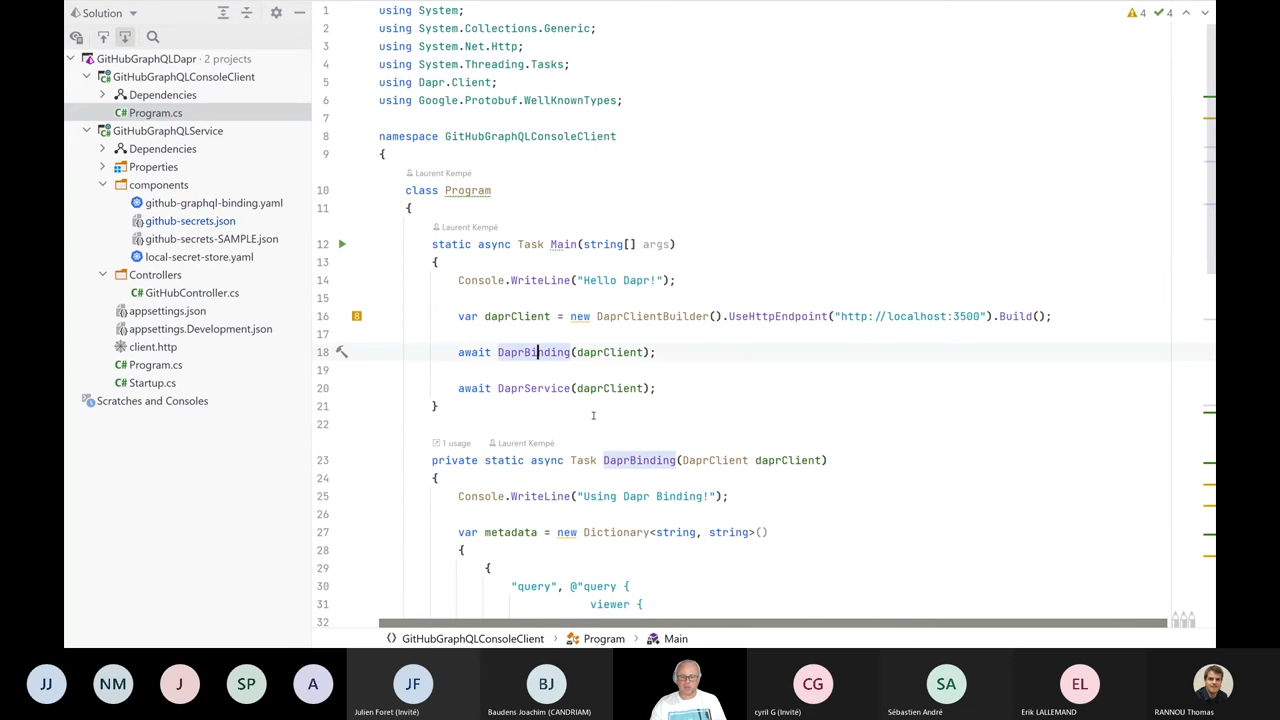 Solution
GitHubGraphQLDapr · 2 projects
GitHubGraphQLConsoleClient
Dependencies
Program.cs
GitHubGraphQLService
Dependencies
Properties
components
github-graphql-binding.yaml
github-secrets.json
github-secrets-SAMPLE.json
local-secret-store.yaml
Controllers
GitHubController.cs
appsettings.json
appsettings.Development.json
client.http
Program.cs
Startup.cs
Scratches and Consoles
4 4
1 using System;
2 using System.Collections.Generic;
3 using System.Net.Http;
4 using System.Threading.Tasks;
5 using Dapr.Client;
6 using Google.Protobuf.WellKnownTypes;
7
8 namespace GitHubGraphQLConsoleClient
9 {
Laurent Kempé
10 class Program
11 {
Laurent Kempé
12 static async Task Main(string[] args)
13 {
14 Console.WriteLine("Hello Dapr!");
15
16 var daprClient = new DaprClientBuilder().UseHttpEndpoint("http://localhost:3500").Build();
17
18 await DaprBinding(daprClient);
19
20 await DaprService(daprClient);
21 }
22
1 usage Laurent Kempé
23 private static async Task DaprBinding(DaprClient daprClient)
24 {
25 Console.WriteLine("Using Dapr Binding!");
26
27 var metadata = new Dictionary<string, string>()
28 {
29 {
30 "query", @"query {
31 viewer {
32
GitHubGraphQLConsoleClient › Program › Main
JJ NM J SP A JF BJ CG SA EL
JF Julien Foret (Invité)
Baudens Joachim (CANDRIAM)
cyril G (Invité)
Sébastien André
Erik LALLEMAND
RANNOU Thomas